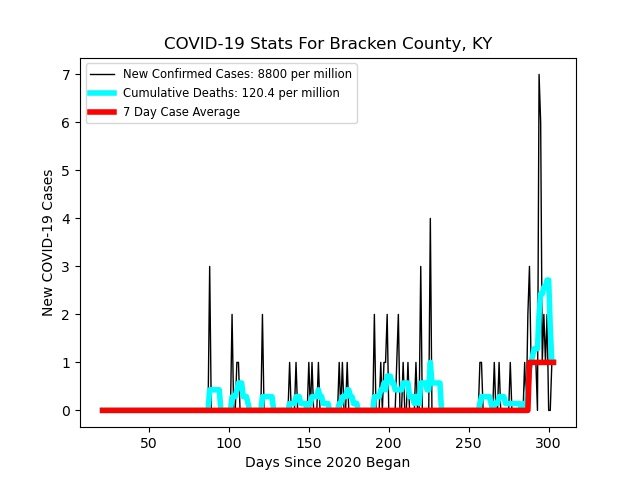 COVID-19 Stats For Bracken County, KY
New Confirmed Cases: 8800 per million
Cumulative Deaths: 120.4 per million
7 Day Case Average
New COVID-19 Cases
7
6
5
4
3
2
1
0
50 100 150 200 250 300
Days Since 2020 Began